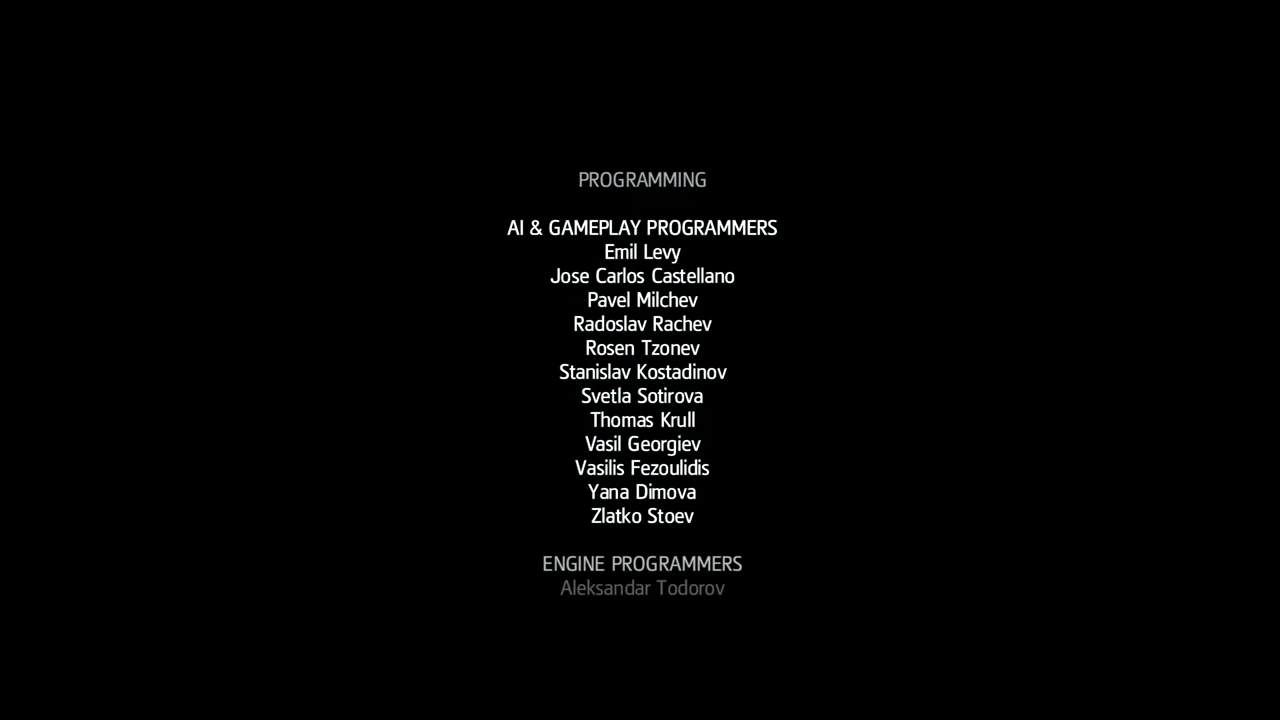 PROGRAMMING
AI & GAMEPLAY PROGRAMMERS
Emil Levy
Jose Carlos Castellano
Pavel Milchev
Radoslav Rachev
Rosen Tzonev
Stanislav Kostadinov
Svetla Sotirova
Thomas Krull
Vasil Georgiev
Vasilis Fezoulidis
Yana Dimova
Zlatko Stoev
ENGINE PROGRAMMERS
Aleksandar Todorov